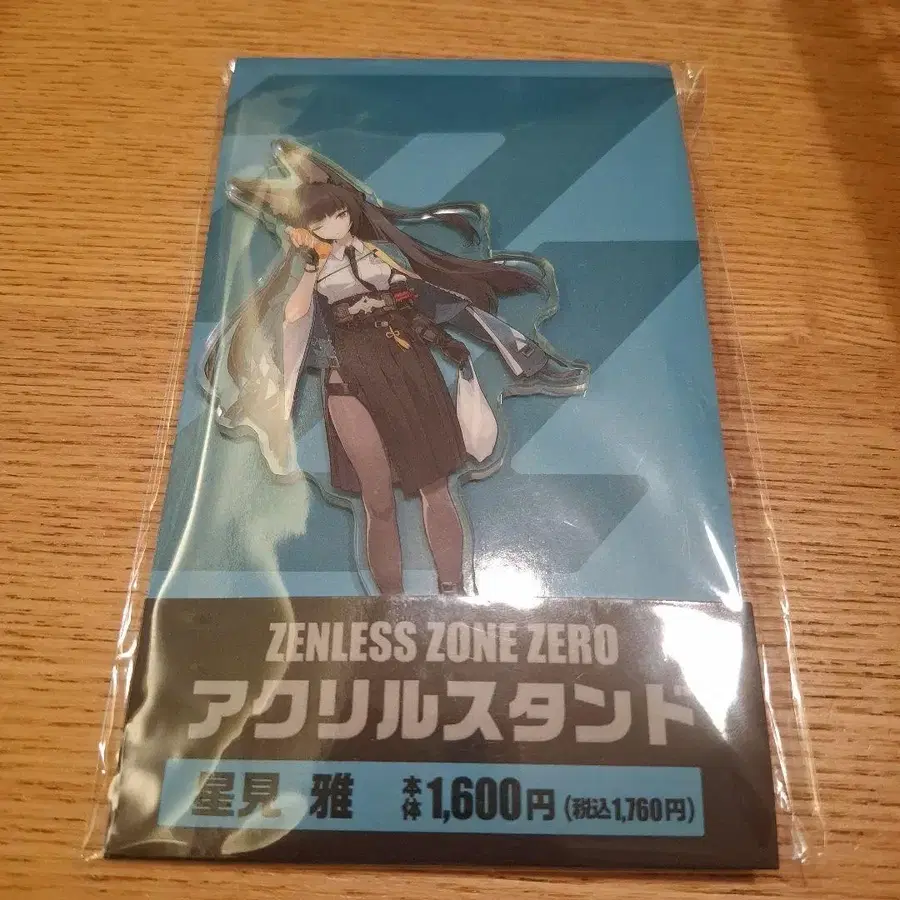 ZENLESS ZONE ZERO
アクリルスタンド
星見 雅 本体1,600円(税込1,760円)